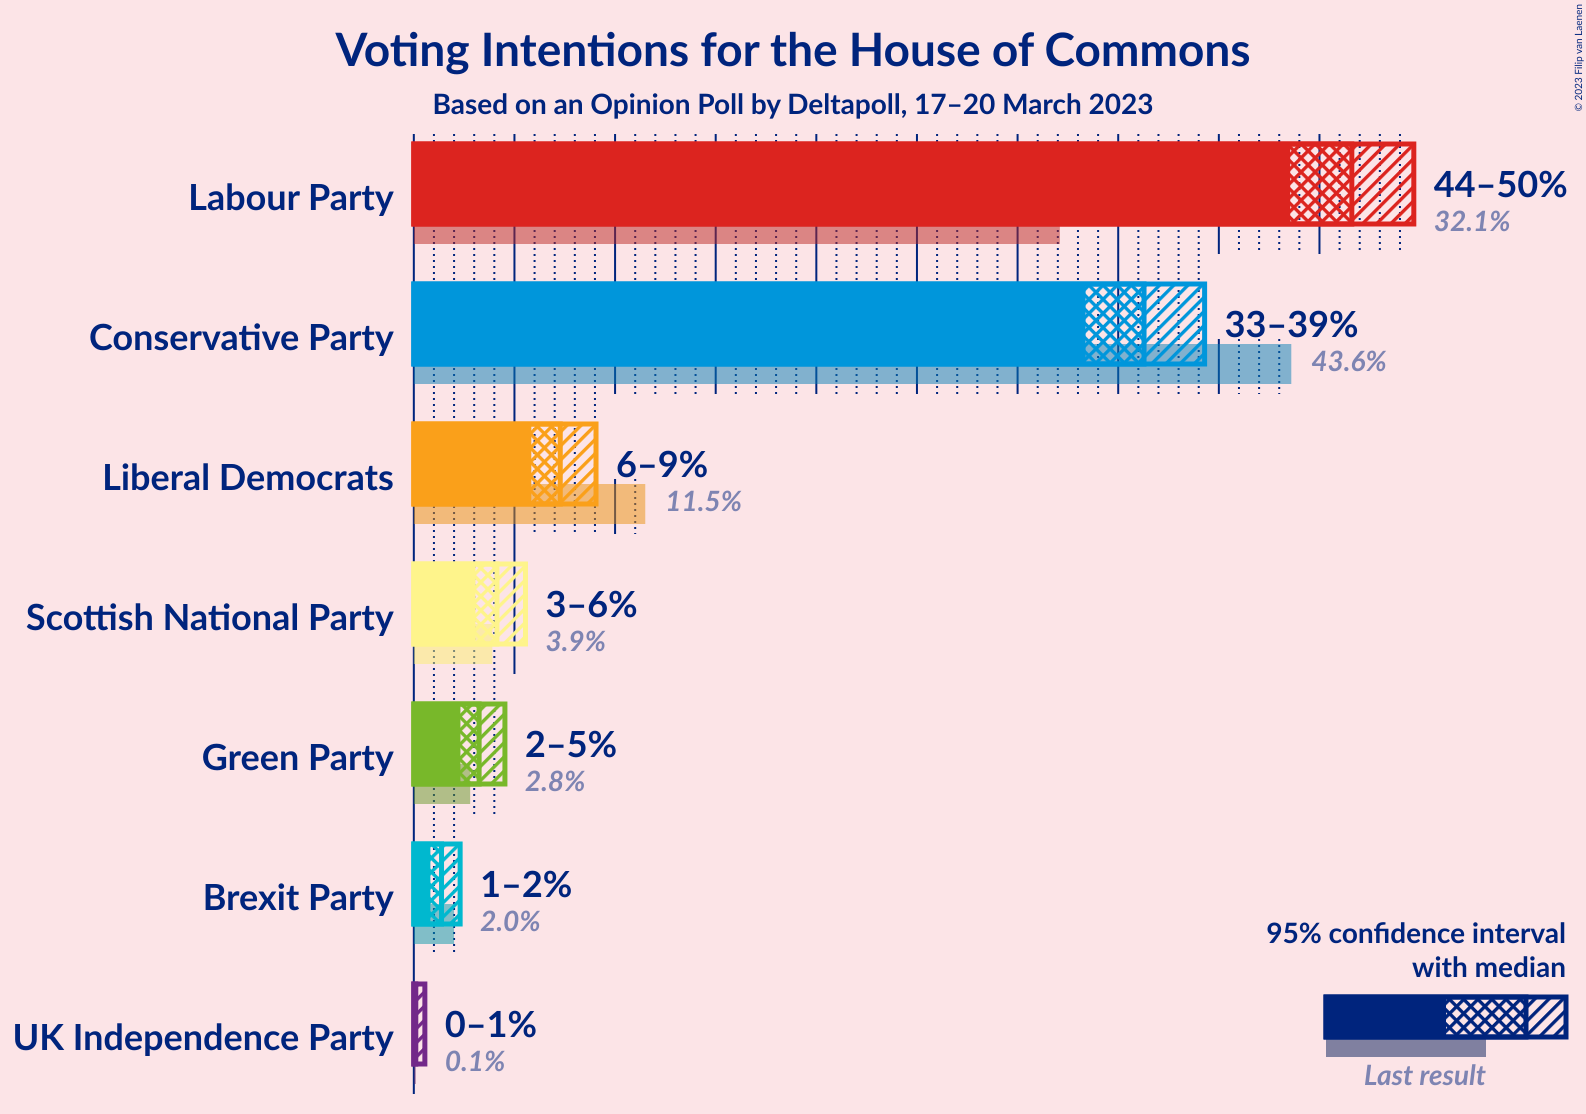 Voting Intentions for the House of Commons
Based on an Opinion Poll by Deltapoll, 17–20 March 2023
© 2023 Filip van Laenen
Labour Party
44–50%
32.1%
Conservative Party
33–39%
43.6%
Liberal Democrats
6–9%
11.5%
Scottish National Party
3–6%
3.9%
Green Party
2–5%
2.8%
Brexit Party
1–2%
2.0%
UK Independence Party
0–1%
0.1%
95% confidence interval
with median
Last result